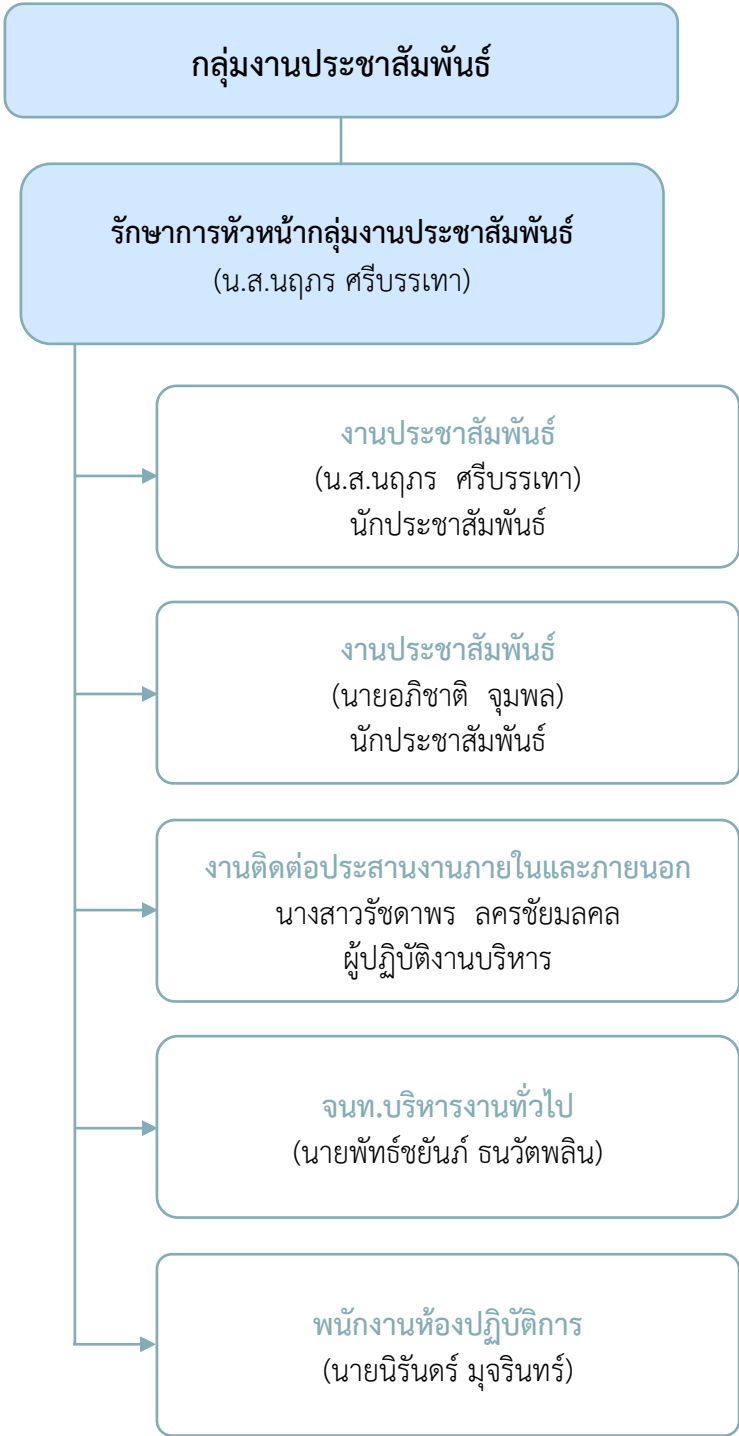 กลุ่มงานประชาสัมพันธ์
รักษาการหัวหน้ากลุ่มงานประชาสัมพันธ์
(น.ส.นฤภร ศรีบรรเทา)
งานประชาสัมพันธ์
(น.ส.นฤภร ศรีบรรเทา)
นักประชาสัมพันธ์
งานประชาสัมพันธ์
(นายอภิชาติ จุมพล)
นักประชาสัมพันธ์
งานติดต่อประสานงานภายในและภายนอก
นางสาวรัชดาพร ลครชัยมลคล
ผู้ปฏิบัติงานบริหาร
จนท.บริหารงานทั่วไป
(นายพัทธ์ชยันภ์ ธนวัตพลิน)
พนักงานห้องปฏิบัติการ
(นายนิรันดร์ มุจรินทร์)